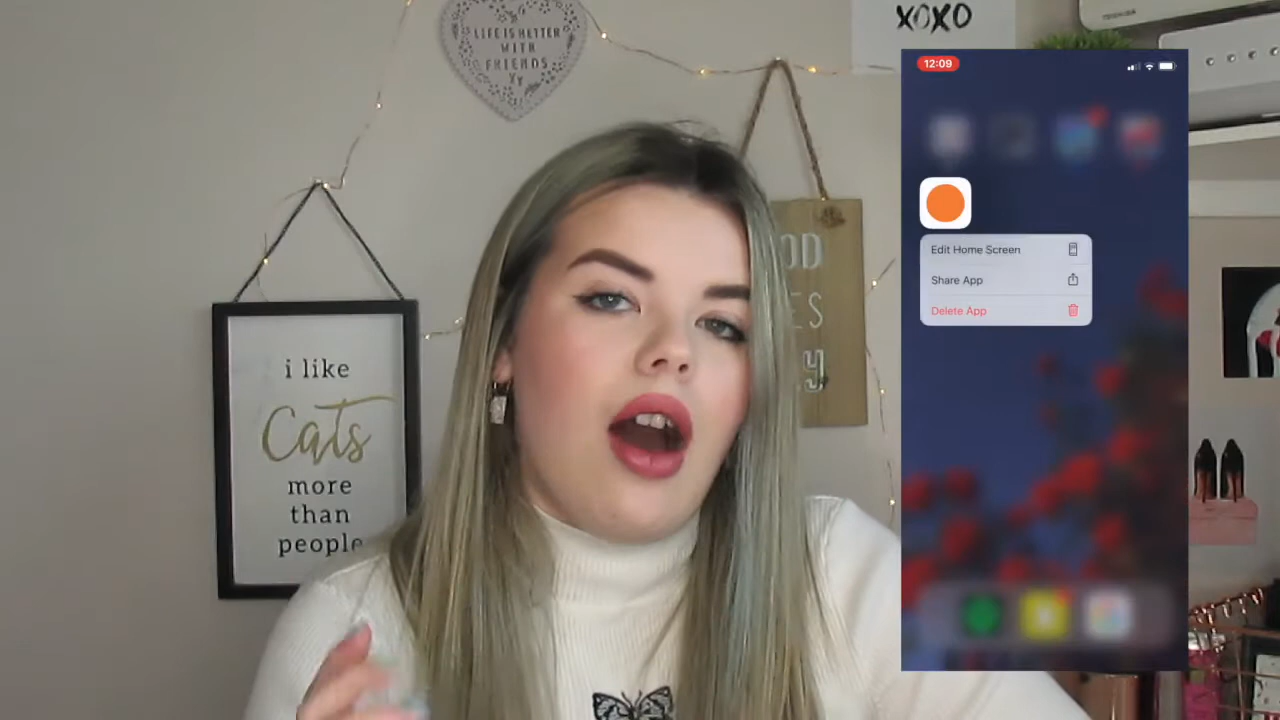 LIFE IS BETTER
WITH
FRIENDS
XOXO
TOSHIBA
i like
Cats
more
than
people
12:09
Edit Home Screen
Share App
Delete App